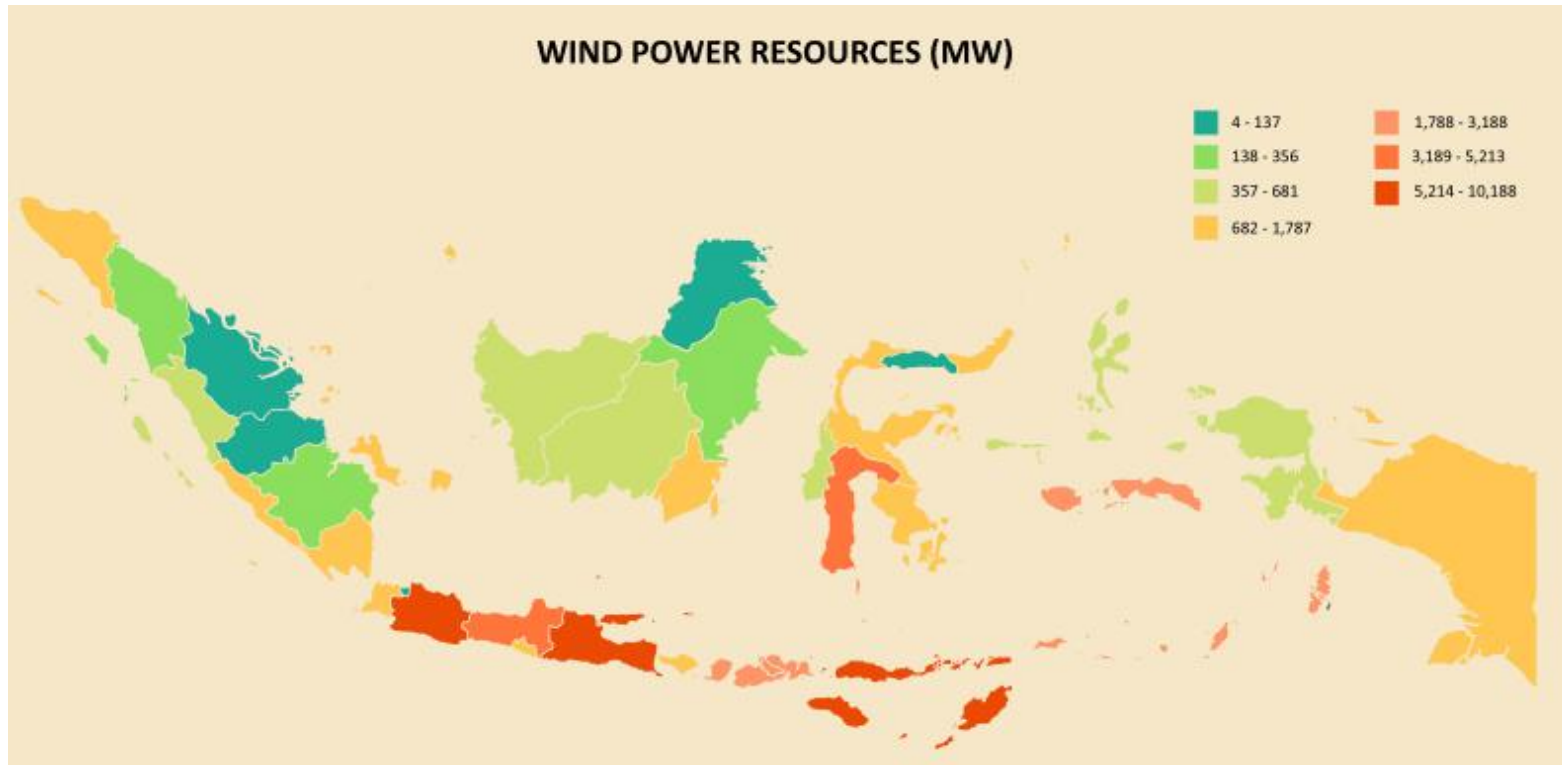 WIND POWER RESOURCES (MW)
4 - 137
138 - 356
357 - 681
682 - 1,787
1,788 - 3,188
3,189 - 5,213
5,214 - 10,188